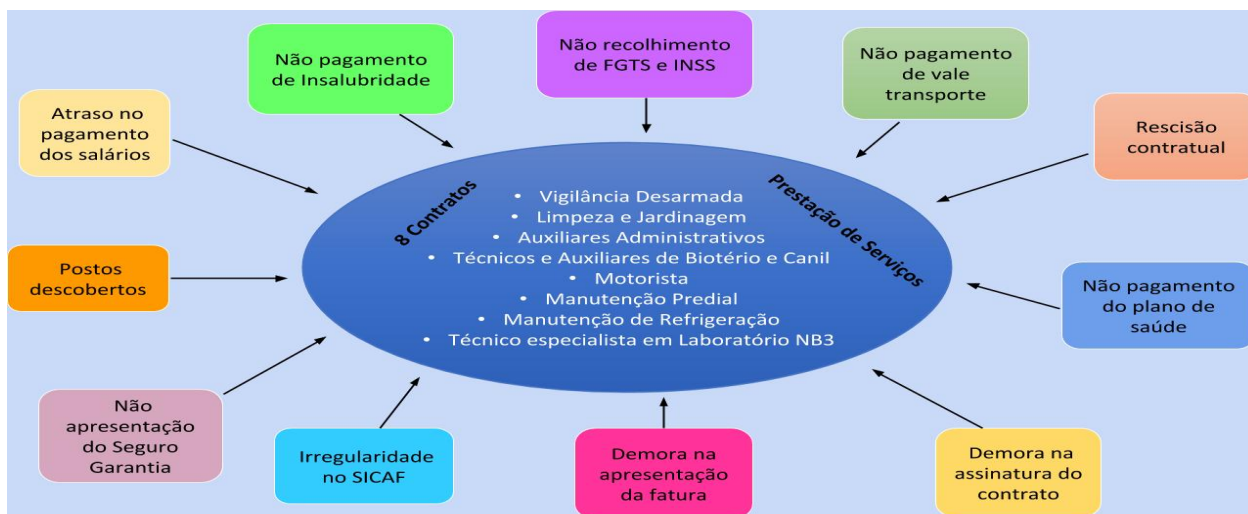 Não pagamento
de Insalubridade
Não recolhimento
de FGTS e INSS
Não pagamento
de vale
transporte
Atraso no
pagamento
dos salários
Rescisão
contratual
8 Contratos
Prestação de Serviços
• Vigilância Desarmada
• Limpeza e Jardinagem
• Auxiliares Administrativos
• Técnicos e Auxiliares de Biotério e Canil
• Motorista
• Manutenção Predial
• Manutenção de Refrigeração
• Técnico especialista em Laboratório NB3
Postos
descobertos
Não pagamento
do plano de
saúde
Não
apresentação
do Seguro
Garantia
Irregularidade
no SICAF
Demora na
apresentação
da fatura
Demora na
assinatura do
contrato